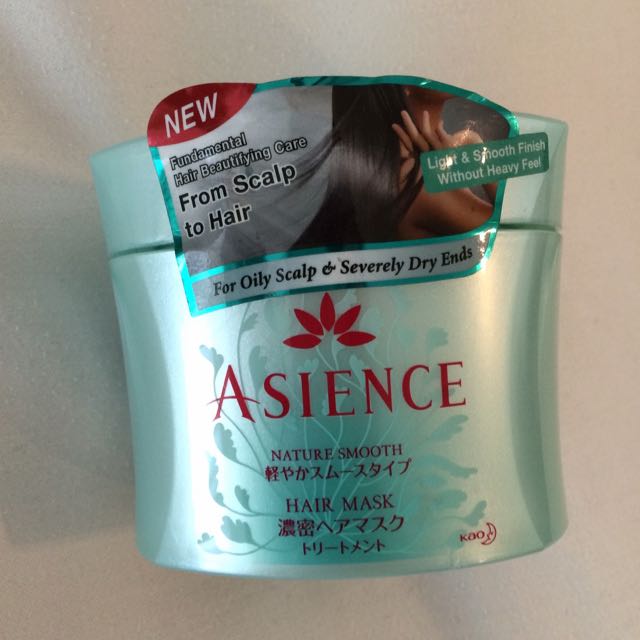 NEW
Fundamental
Hair Beautifying Care
From Scalp
to Hair
Light & Smooth Finish
Without Heavy Feel
For Oily Scalp & Severely Dry Ends
ASIENCE
NATURE SMOOTH
軽やかスムースタイプ
HAIR MASK
濃密ヘアマスク
トリートメント
Kao